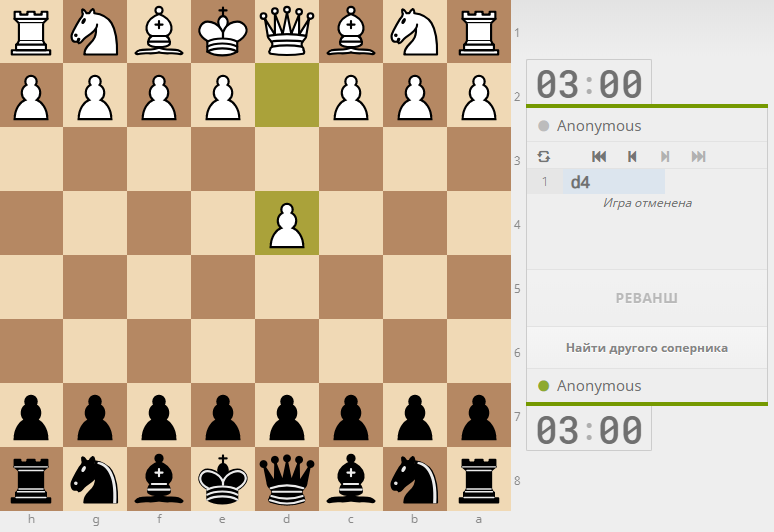 1
2
3
4
5
6
7
8
h g f e d c b a
03:00
Anonymous
1 d4
Игра отменена
РЕВАНШ
Найти другого соперника
Anonymous
03:00